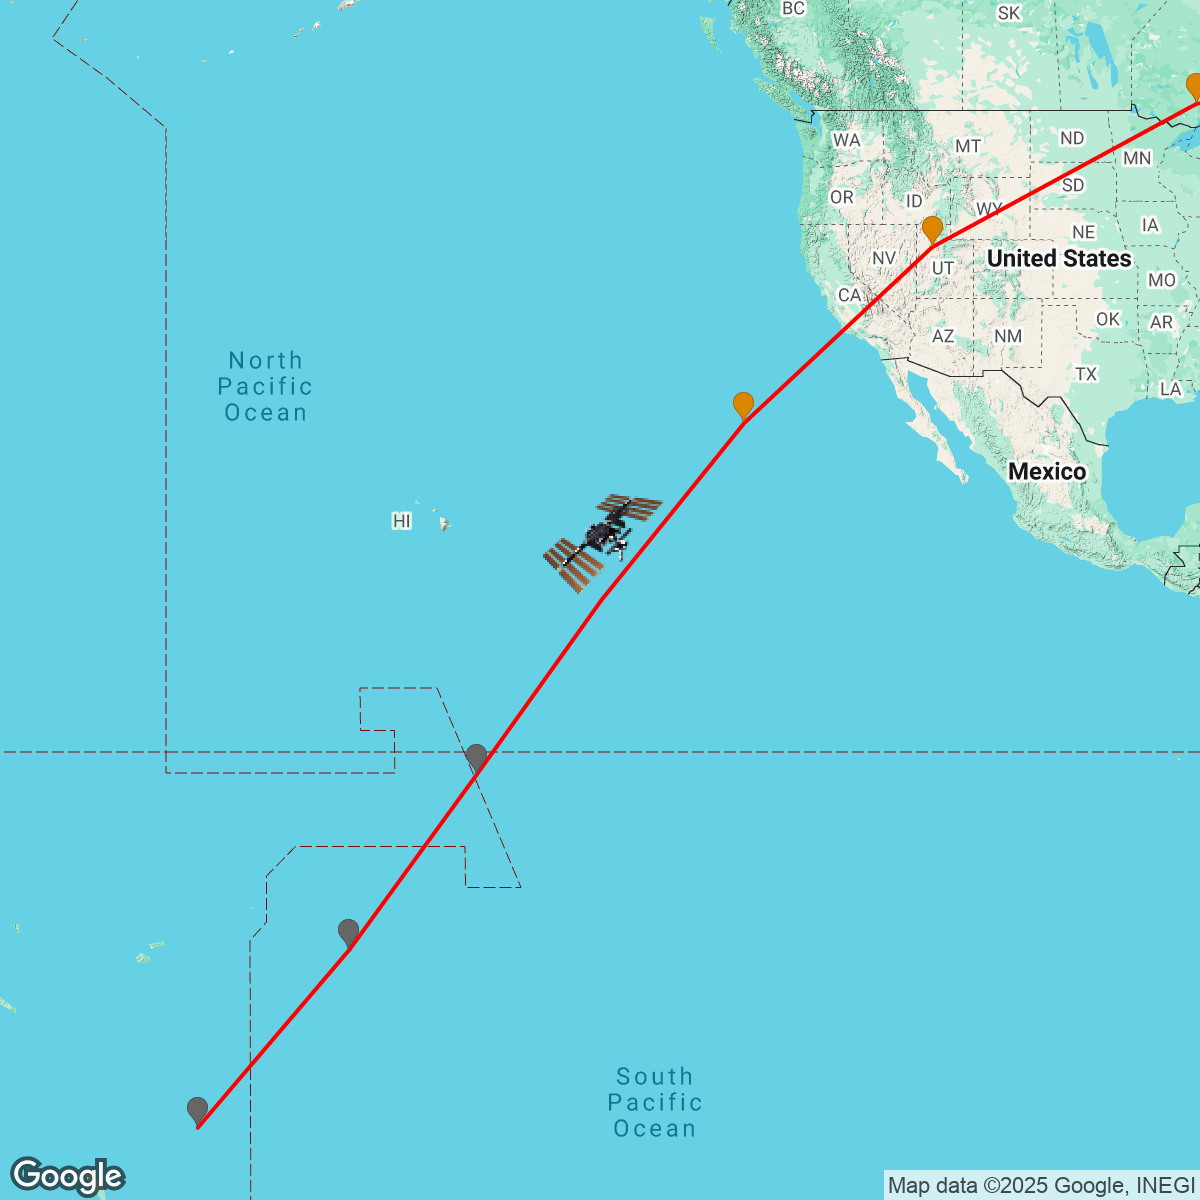 BC
SK
WA
MT
ND
MN
OR
ID
WY
SD
NE
IA
NV
UT
United States
MO
CA
OK
AR
AZ
NM
TX
LA
North
Pacific
Ocean
Mexico
HI
South
Pacific
Ocean
Google
Map data ©2025 Google, INEGI